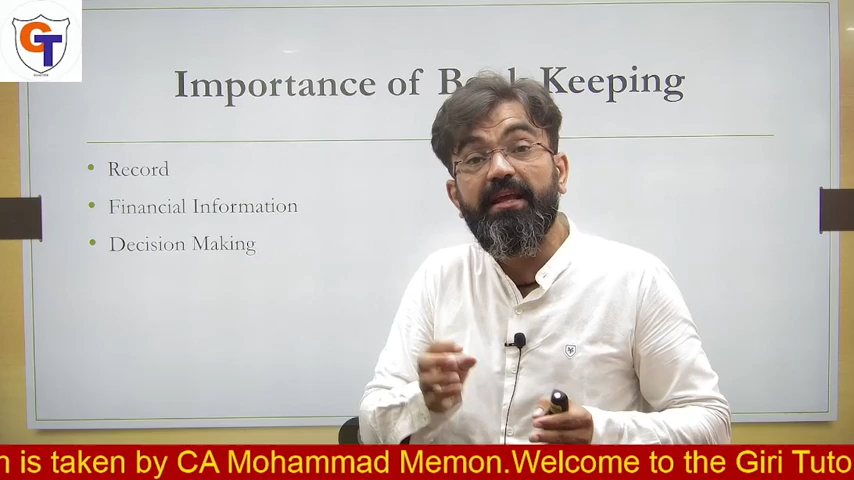 GT
Importance of Keeping
Record
Financial Information
Decision Making
is taken by CA Mohammad Memon.Welcome to the Giri